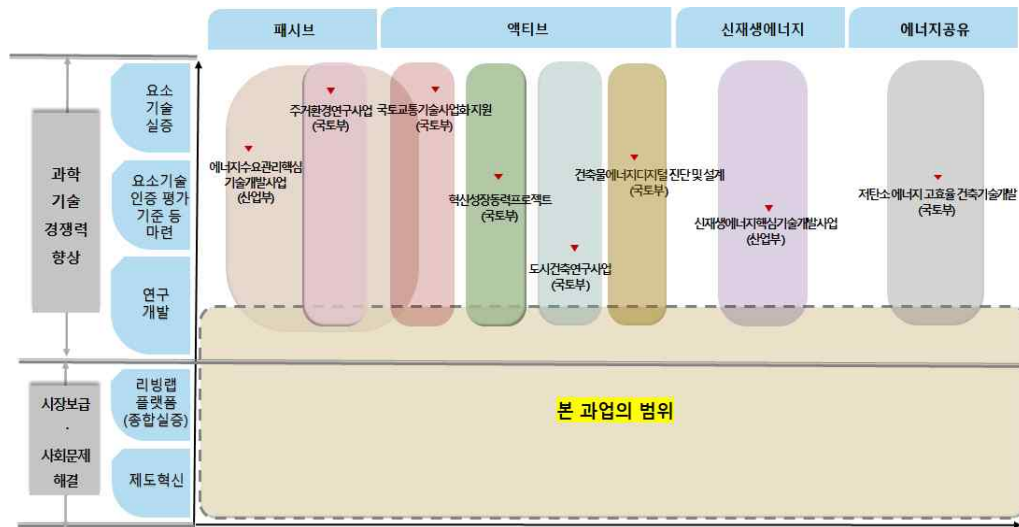 패시브
액티브
신재생에너지
에너지공유
과학
기술
경쟁력
향상
요소
기술
실증
요소기술
인증 평가
기준 등
마련
연구
개발
시장보급
·
사회문제
해결
리빙랩
플랫폼
(종합실증)
제도혁신
에너지수요관리핵심
기술개발사업
(산업부)
주거환경연구사업
(국토부)
국토교통기술사업화지원
(국토부)
혁신성장동력프로젝트
(국토부)
도시건축연구사업
(국토부)
건축물에너지디지털 진단 및 설계
(국토부)
신재생에너지핵심기술개발사업
(산업부)
저탄소 에너지 고효율 건축기술개발
(국토부)
본 과업의 범위